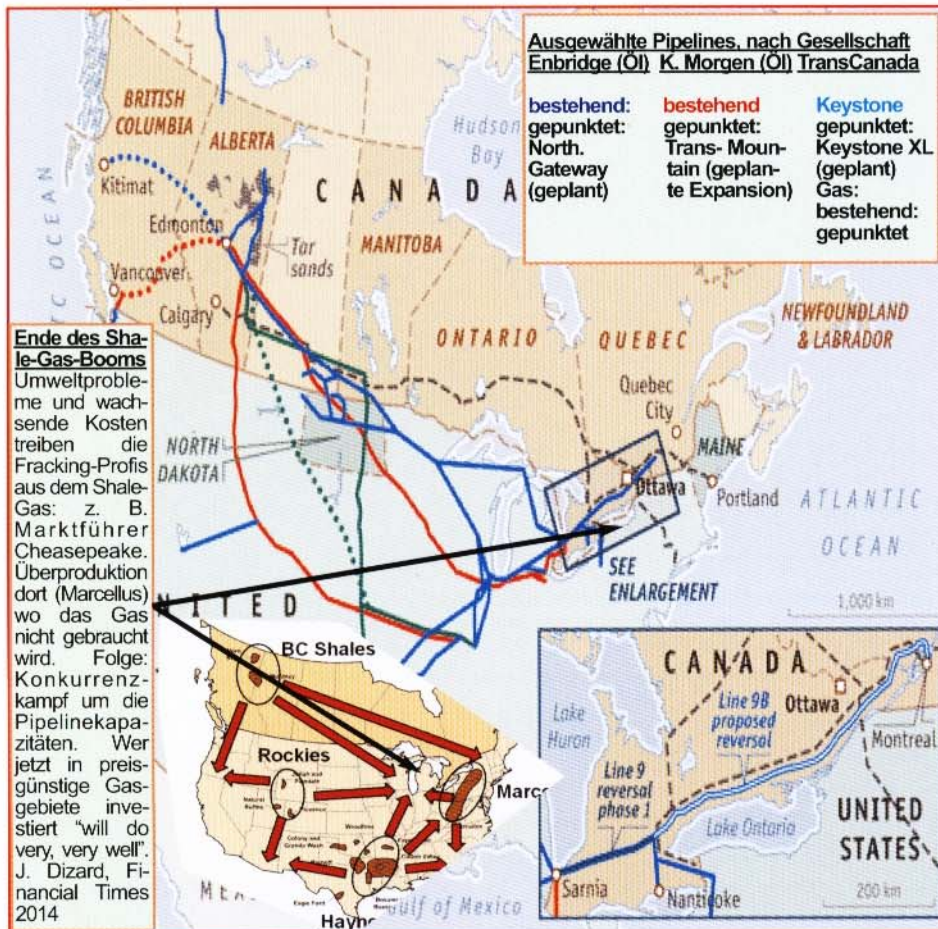 Ausgewählte Pipelines, nach Gesellschaft
Enbridge (Öl) K. Morgen (Öl) TransCanada
bestehend:
gepunktet:
North.
Gateway
(geplant)
bestehend
gepunktet:
Trans- Moun-
tain (geplan-
te Expansion)
Keystone
gepunktet:
Keystone XL
(geplant)
Gas:
bestehend:
gepunktet
BRITISH
COLUMBIA
ALBERTA
Hudson
Bay
Kitimat
CANADA
Edmonton
Tar
sands
MANITOBA
Vancouver
Calgary
OCEAN
ONTARIO
QUEBEC
NEWFOUNDLAND
& LABRADOR
Quebec
City
MAINE
NORTH
DAKOTA
Ottawa
Portland
ATLANTIC
OCEAN
SEE
ENLARGEMENT
1,000 km
Ende des Sha-
le-Gas-Booms
Umweltproble-
me und wach-
sende Kosten
treiben die
Fracking-Profis
aus dem Shale-
Gas: z. B.
Marktführer
Cheasepeake.
Überproduktion
dort (Marcellus)
wo das Gas
nicht gebraucht
wird. Folge:
Konkurrenz-
kampf um die
Pipelinekapa-
zitäten. Wer
jetzt in preis-
günstige Gas-
gebiete inve-
stiert "will do
very, very well".
J. Dizard, Fi-
nancial Times
2014
NITED
BC Shales
Rockies
Marce
Hayn
Woodford
Eagle Ford
Gulf of Mexico
CANADA
Ottawa
Lake
Huron
Line 9B
proposed
reversal
Montreal
Line 9
reversal
phase 1
Lake Ontario
UNITED
STATES
Sarnia
Nanticoke
200 km